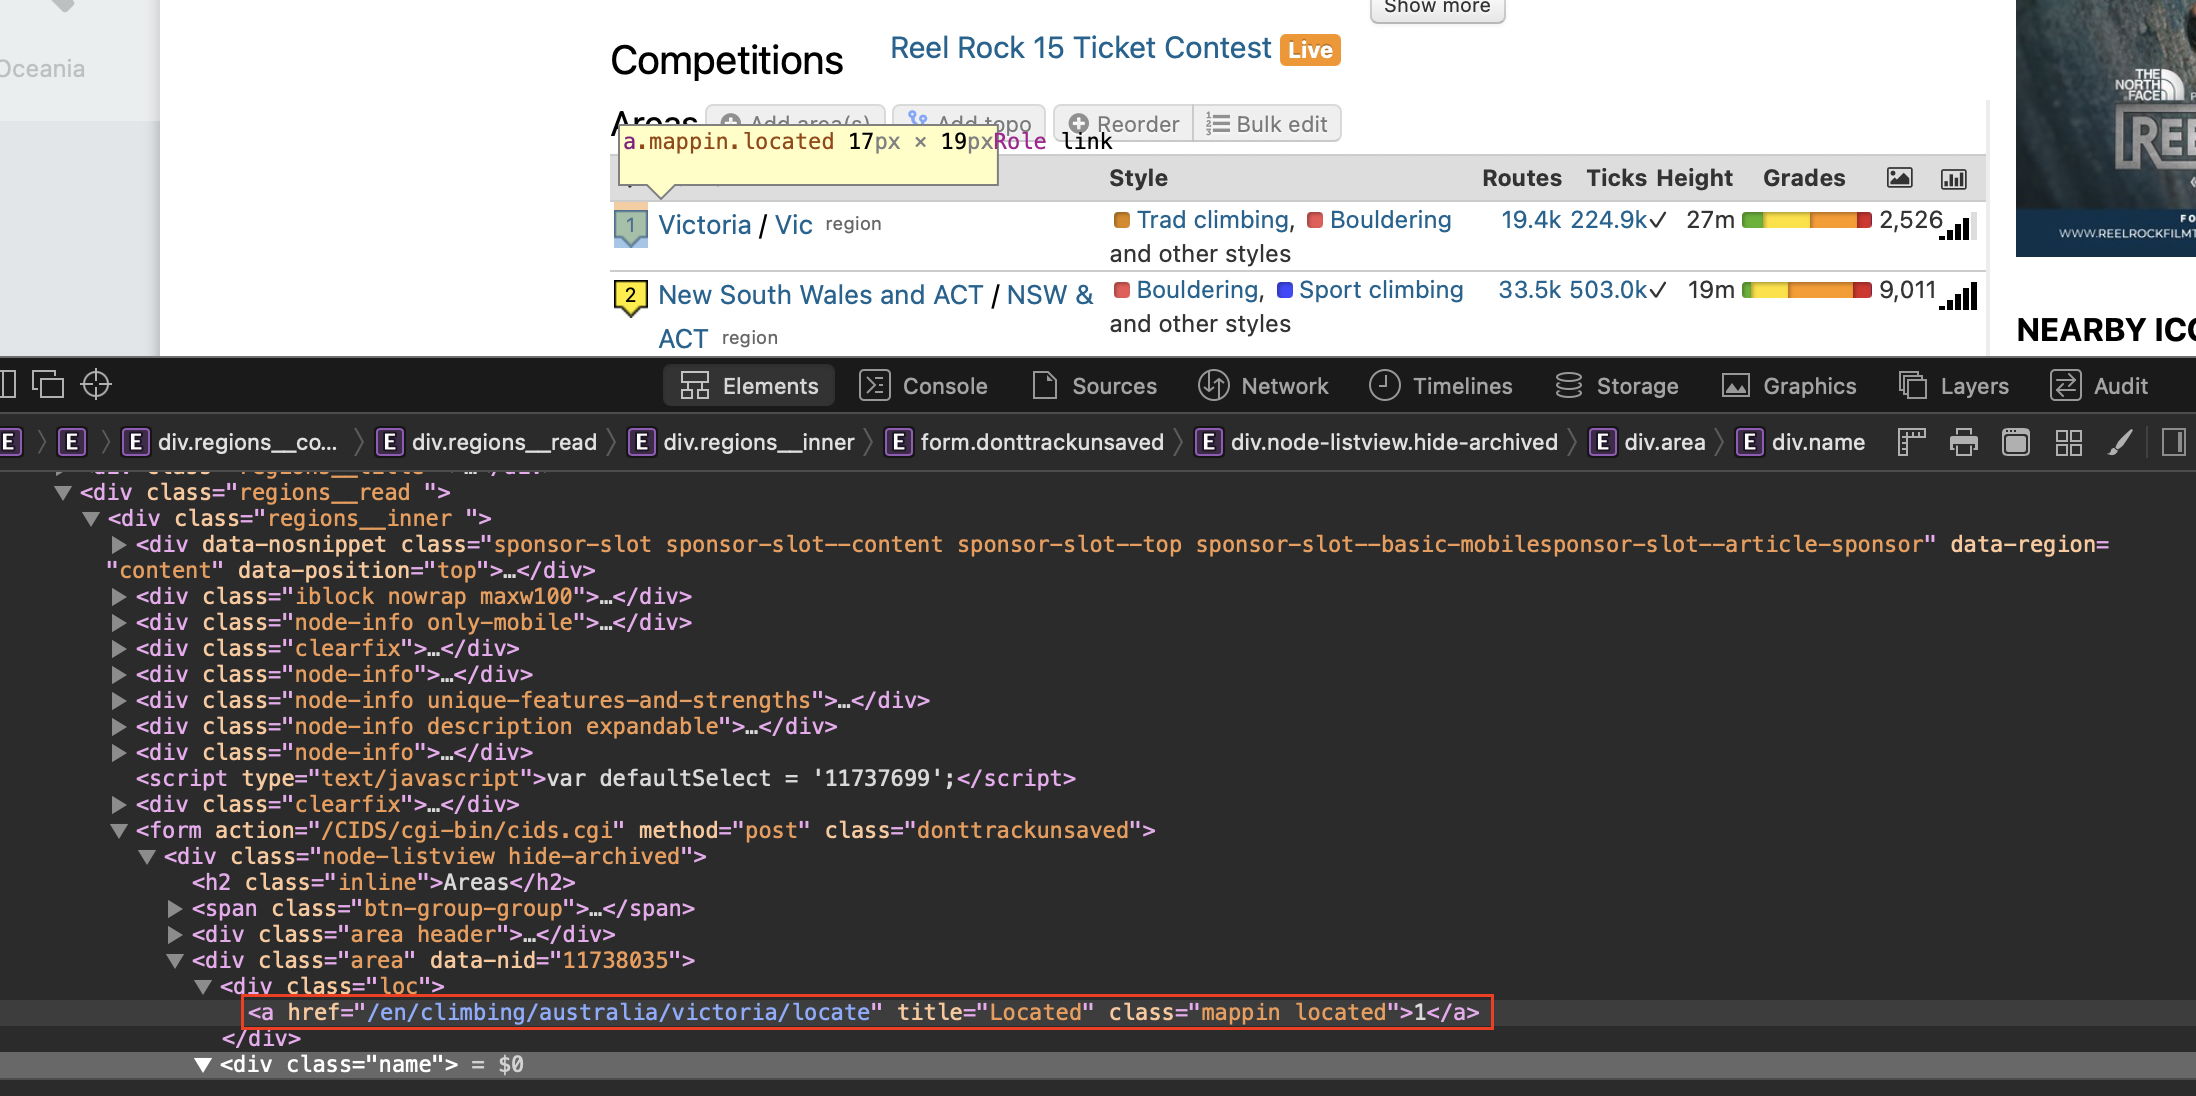 Show more
Oceania
Competitions
Reel Rock 15 Ticket Contest Live
Areas Add area(s) Add topo Reorder Bulk edit
a.mappin.located 17px × 19pxRole link
Style Routes Ticks Height Grades
1 Victoria / Vic region Trad climbing, Bouldering 19.4k 224.9k✓ 27m 2,526
and other styles
2 New South Wales and ACT / NSW & Bouldering, Sport climbing 33.5k 503.0k✓ 19m 9,011
ACT region and other styles
THE
NORTH
FACE
REE
FO
WWW.REELROCKFILMT
NEARBY ICO
Elements Console Sources Network Timelines Storage Graphics Layers Audit
E E E div.regions__co... E div.regions__read E div.regions__inner E form.donttrackunsaved E div.node-listview.hide-archived E div.area E div.name
<div class="regions__read ">
<div class="regions__inner ">
<div data-nosnippet class="sponsor-slot sponsor-slot--content sponsor-slot--top sponsor-slot--basic-mobilesponsor-slot--article-sponsor" data-region=
"content" data-position="top">…</div>
<div class="iblock nowrap maxw100">…</div>
<div class="node-info only-mobile">…</div>
<div class="clearfix">…</div>
<div class="node-info">…</div>
<div class="node-info unique-features-and-strengths">…</div>
<div class="node-info description expandable">…</div>
<div class="node-info">…</div>
<script type="text/javascript">var defaultSelect = '11737699';</script>
<div class="clearfix">…</div>
<form action="/CIDS/cgi-bin/cids.cgi" method="post" class="donttrackunsaved">
<div class="node-listview hide-archived">
<h2 class="inline">Areas</h2>
<span class="btn-group-group">…</span>
<div class="area header">…</div>
<div class="area" data-nid="11738035">
<div class="loc">
<a href="/en/climbing/australia/victoria/locate" title="Located" class="mappin located">1</a>
</div>
<div class="name"> = $0